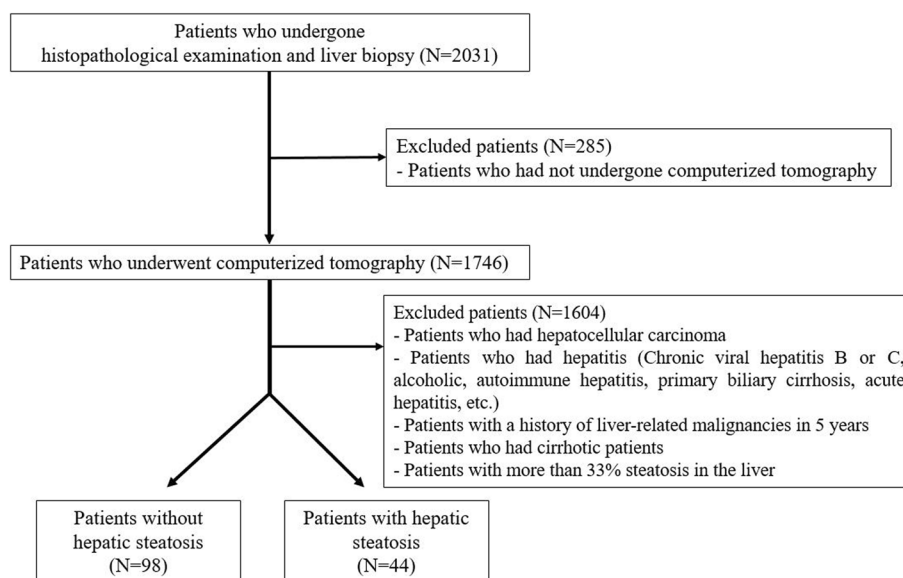 Patients who undergone
histopathological examination and liver biopsy (N=2031)
Excluded patients (N=285)
- Patients who had not undergone computerized tomography
Patients who underwent computerized tomography (N=1746)
Excluded patients (N=1604)
- Patients who had hepatocellular carcinoma
- Patients who had hepatitis (Chronic viral hepatitis B or C,
alcoholic, autoimmune hepatitis, primary biliary cirrhosis, acute
hepatitis, etc.)
- Patients with a history of liver-related malignancies in 5 years
- Patients who had cirrhotic patients
- Patients with more than 33% steatosis in the liver
Patients without
hepatic steatosis
(N=98)
Patients with hepatic
steatosis
(N=44)